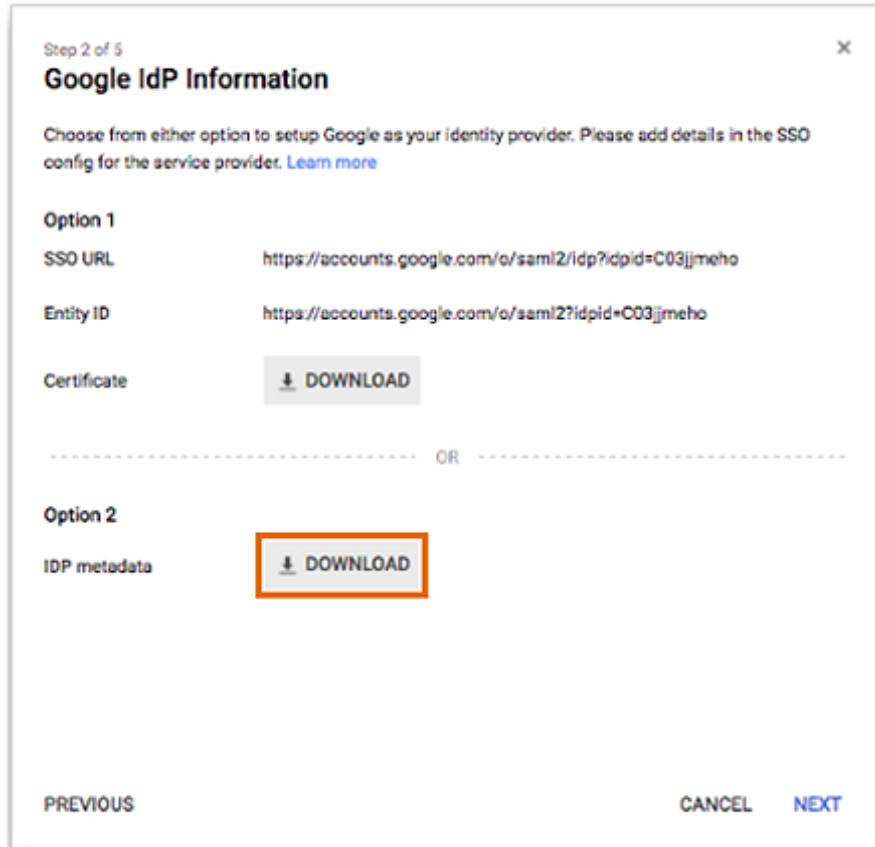 Step 2 of 5
Google IdP Information
Choose from either option to setup Google as your identity provider. Please add details in the SSO
config for the service provider. Learn more
Option 1
SSO URL https://accounts.google.com/o/saml2/idp?idpid=C03jjmeho
Entity ID https://accounts.google.com/o/saml2?idpid=C03jjmeho
Certificate DOWNLOAD
OR
Option 2
IDP metadata DOWNLOAD
PREVIOUS CANCEL NEXT